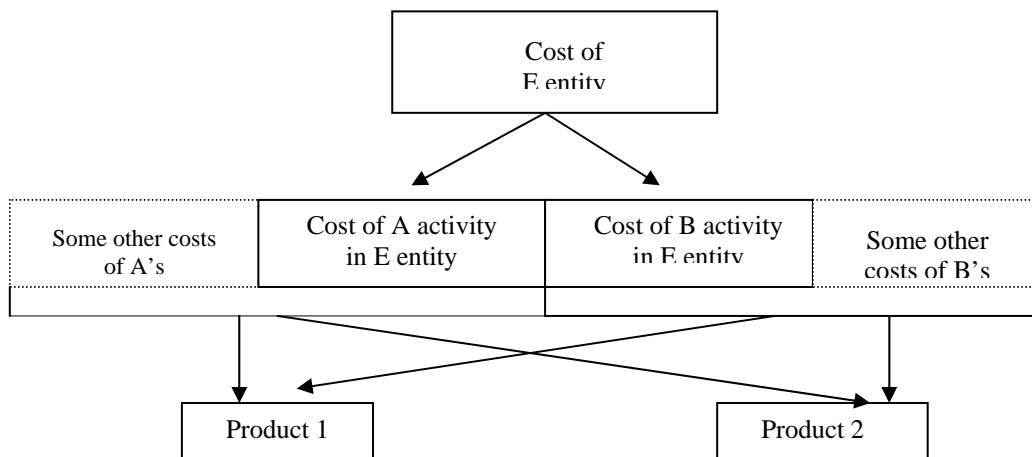 Cost of
E entity
Some other costs
of A's
Cost of A activity
in E entity
Cost of B activity
in E entity
Some other
costs of B's
Product 1
Product 2